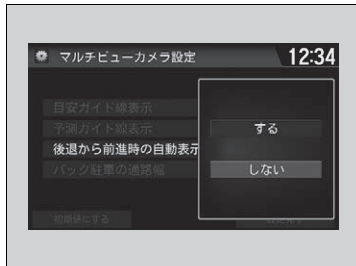 マルチビューカメラ設定
12:34
目安ガイド線表示
予測ガイド線表示
後退から前進時の自動表示
バック駐車の通路幅
する
しない
初期値にする